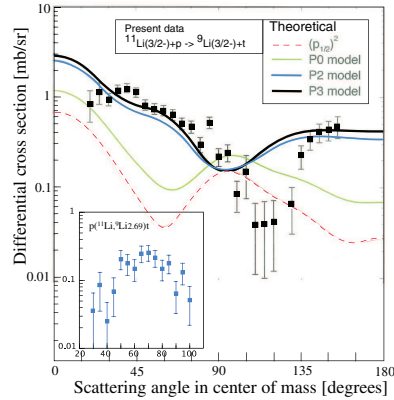 Differential cross section [mb/sr]
10
1.0
0.1
0.01
Present data
¹¹Li(3/2-)+p -> ⁹Li(3/2-)+t
Theoretical
(p₁/₂)²
P0 model
P2 model
P3 model
p(¹¹Li,⁹Li2.69)t
1
0.1
0.01
20 40 60 80 100
0 45 90 135 180
Scattering angle in center of mass [degrees]